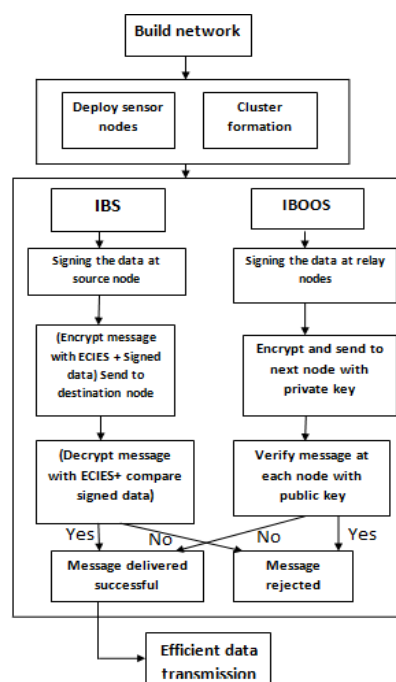 Build network
Deploy sensor
nodes
Cluster
formation
IBS
IBOOS
Signing the data at
source node
Signing the data at relay
nodes
(Encrypt message
with ECIES + Signed
data) Send to
destination node
Encrypt and send to
next node with
private key
(Decrypt message
with ECIES+ compare
signed data)
Verify message at
each node with
public key
Yes
No
No
Yes
Message delivered
successful
Message
rejected
Efficient data
transmission